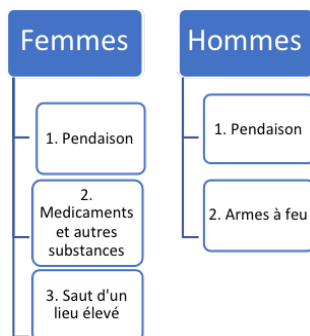 Femmes
1. Pendaison
2.
Medicaments
et autres
substances
3. Saut d'un
lieu élevé
Hommes
1. Pendaison
2. Armes à feu